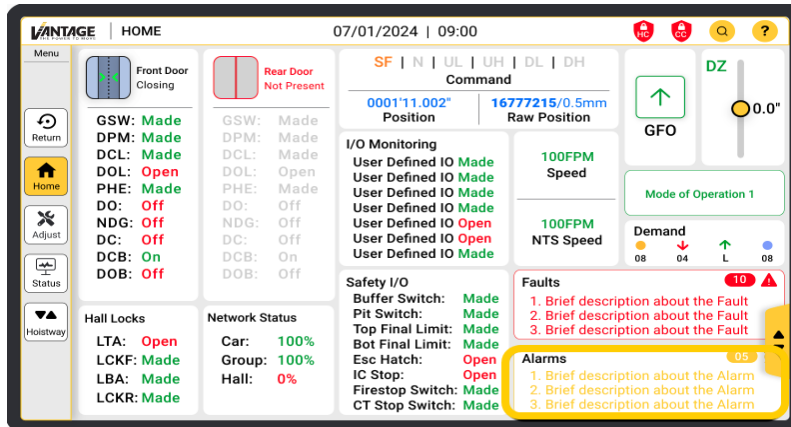 VANTAGE | HOME
THE POWER TO MOVE
07/01/2024 | 09:00
HC
CC
?
Menu
Return
Home
Adjust
Status
Hoistway
Front Door
Closing
GSW: Made
DPM: Made
DCL: Made
DOL: Open
PHE: Made
DO: Off
NDG: Off
DC: Off
DCB: On
DOB: Off
Rear Door
Not Present
GSW: Made
DPM: Made
DCL: Made
DOL: Open
PHE: Made
DO: Off
NDG: Off
DC: Off
DCB: On
DOB: Off
Hall Locks
LTA: Open
LCKF: Made
LBA: Made
LCKR: Made
Network Status
Car: 100%
Group: 100%
Hall: 0%
SF | N | UL | UH | DL | DH
Command
0001'11.002"
Position
16777215/0.5mm
Raw Position
I/O Monitoring
User Defined IO Made
User Defined IO Made
User Defined IO Made
User Defined IO Made
User Defined IO Open
User Defined IO Open
User Defined IO Made
100FPM
Speed
100FPM
NTS Speed
Safety I/O
Buffer Switch: Made
Pit Switch: Made
Top Final Limit: Made
Bot Final Limit: Made
Esc Hatch: Open
IC Stop: Open
Firestop Switch: Made
CT Stop Switch: Made
GFO
DZ
0.0"
Mode of Operation 1
Demand
08 04 L 08
Faults 10
1. Brief description about the Fault
2. Brief description about the Fault
3. Brief description about the Fault
Alarms 05
1. Brief description about the Alarm
2. Brief description about the Alarm
3. Brief description about the Alarm